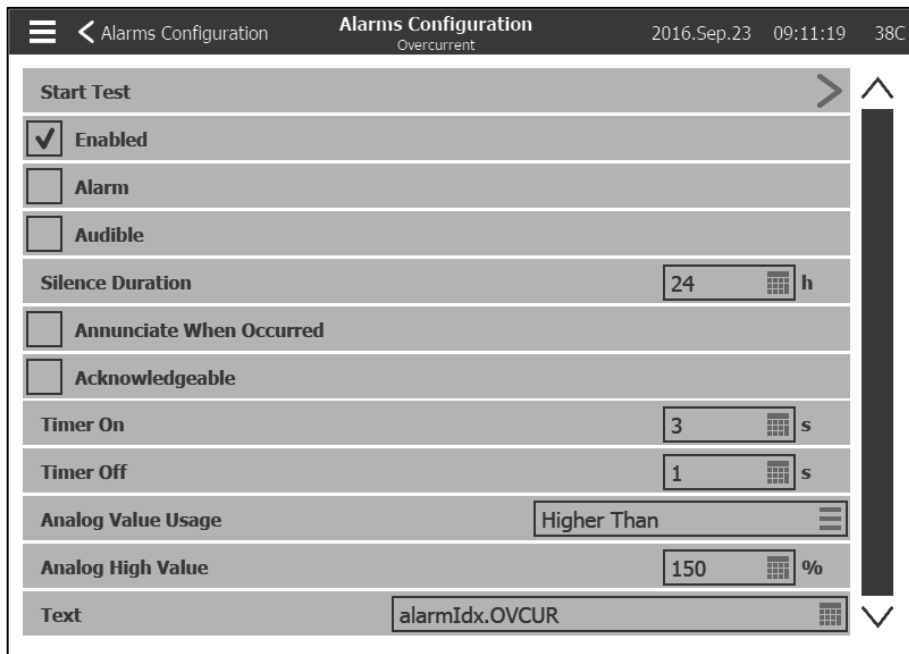 Alarms Configuration Alarms Configuration 2016.Sep.23 09:11:19 38C
Overcurrent
Start Test
Enabled
Alarm
Audible
Silence Duration 24 h
Annunciate When Occurred
Acknowledgeable
Timer On 3 s
Timer Off 1 s
Analog Value Usage Higher Than
Analog High Value 150 %
Text alarmIdx.OVCUR